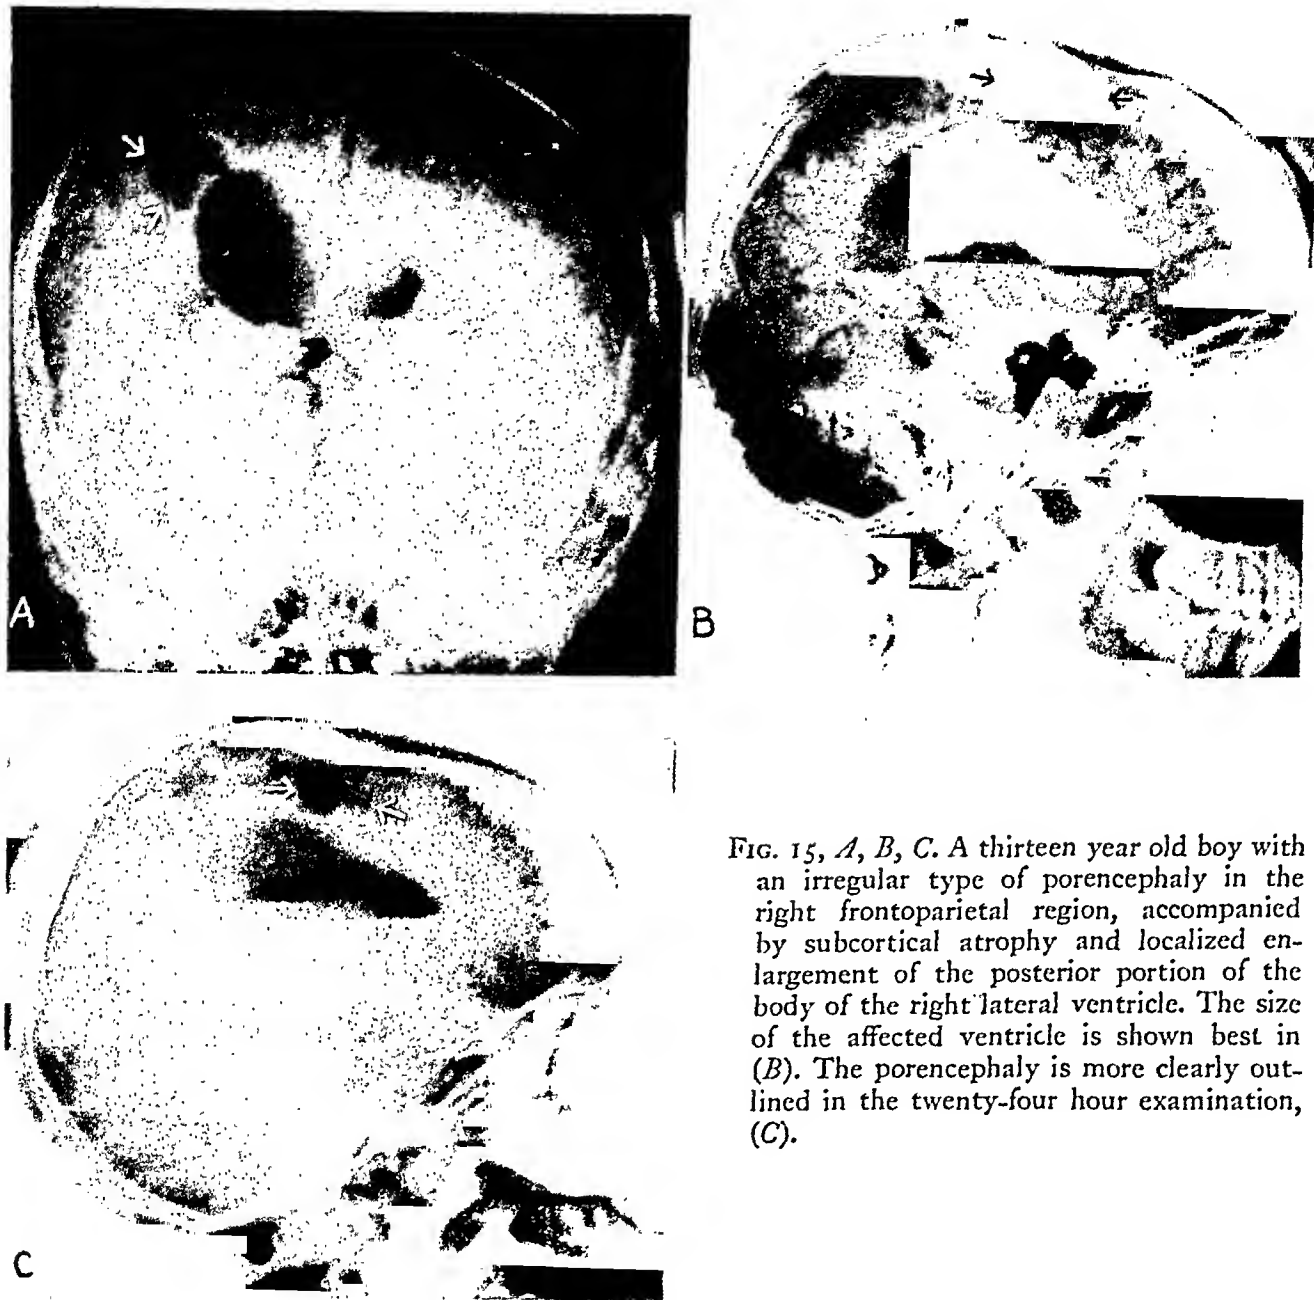 A
B
C
FIG. 15, A, B, C. A thirteen year old boy with
an irregular type of porencephaly in the
right frontoparietal region, accompanied
by subcortical atrophy and localized en-
largement of the posterior portion of the
body of the right lateral ventricle. The size
of the affected ventricle is shown best in
(B). The porencephaly is more clearly out-
lined in the twenty-four hour examination,
(C).